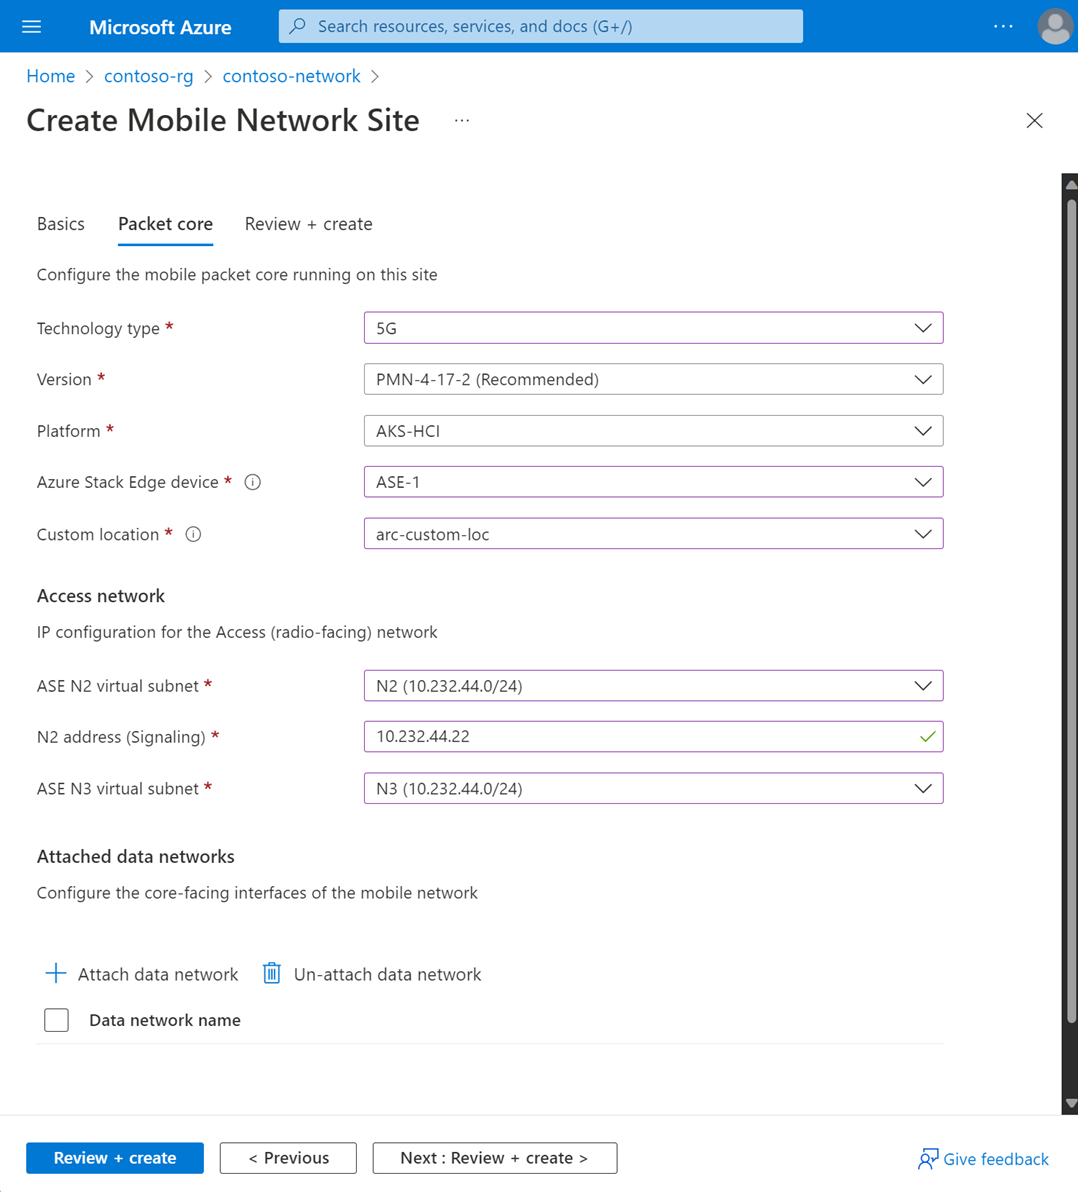 Microsoft Azure
Search resources, services, and docs (G+/)
Home > contoso-rg > contoso-network >
Create Mobile Network Site ...
Basics Packet core Review + create
Configure the mobile packet core running on this site
Technology type * 5G
Version * PMN-4-17-2 (Recommended)
Platform * AKS-HCI
Azure Stack Edge device * ASE-1
Custom location * arc-custom-loc
Access network
IP configuration for the Access (radio-facing) network
ASE N2 virtual subnet * N2 (10.232.44.0/24)
N2 address (Signaling) * 10.232.44.22
ASE N3 virtual subnet * N3 (10.232.44.0/24)
Attached data networks
Configure the core-facing interfaces of the mobile network
Attach data network Un-attach data network
Data network name
Review + create < Previous Next : Review + create > Give feedback